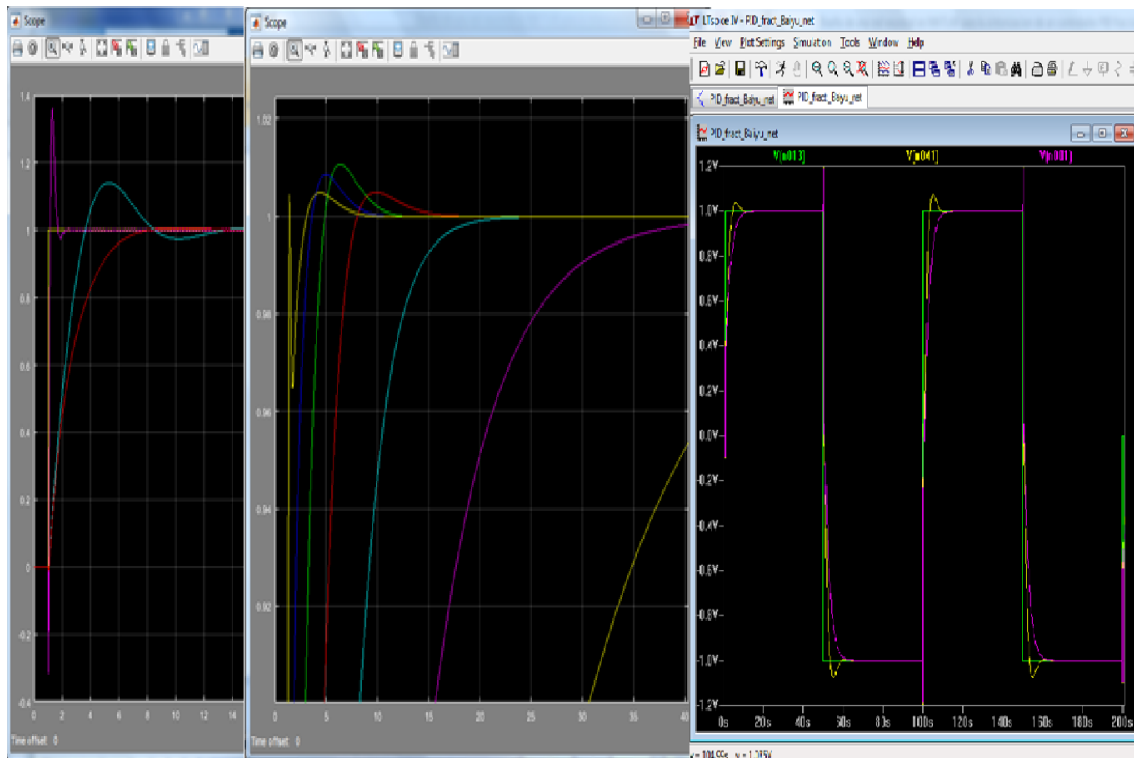 Scope
1.4
1.2
1
0.8
0.6
0.4
0.2
0
-0.2
-0.4
0 2 4 6 8 10 12 14
Time offset: 0
Scope
1.02
1
0.98
0.96
0.94
0.92
0 5 10 15 20 25 30 35 40
Time offset: 0
LTspice IV - PID_fract_Baiyu_net
File View Plot Settings Simulation Tools Window Help
PID_fract_Baiyu_net PID_fract_Baiyu_net
PID_fract_Baiyu_net
V[n013] V[n041] V[n001]
1.2V
1.0V
0.8V
0.6V
0.4V
0.2V
0.0V
-0.2V
-0.4V
-0.6V
-0.8V
-1.0V
-1.2V
0s 20s 40s 60s 80s 100s 120s 140s 160s 180s 200s